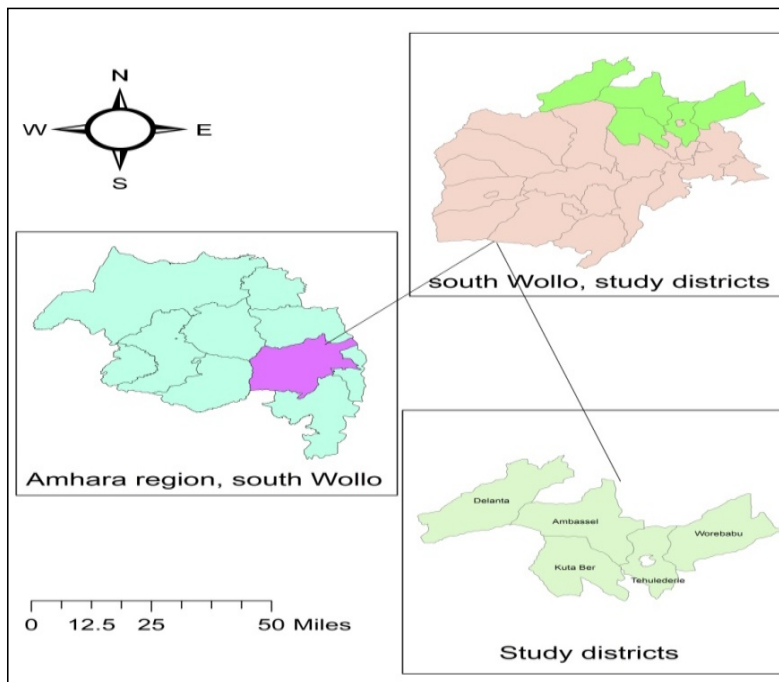 N
W E
S
south Wollo, study districts
Amhara region, south Wollo
Delanta
Ambassel
Worebabu
Kuta Ber
Tehulederie
0 12.5 25 50 Miles
Study districts